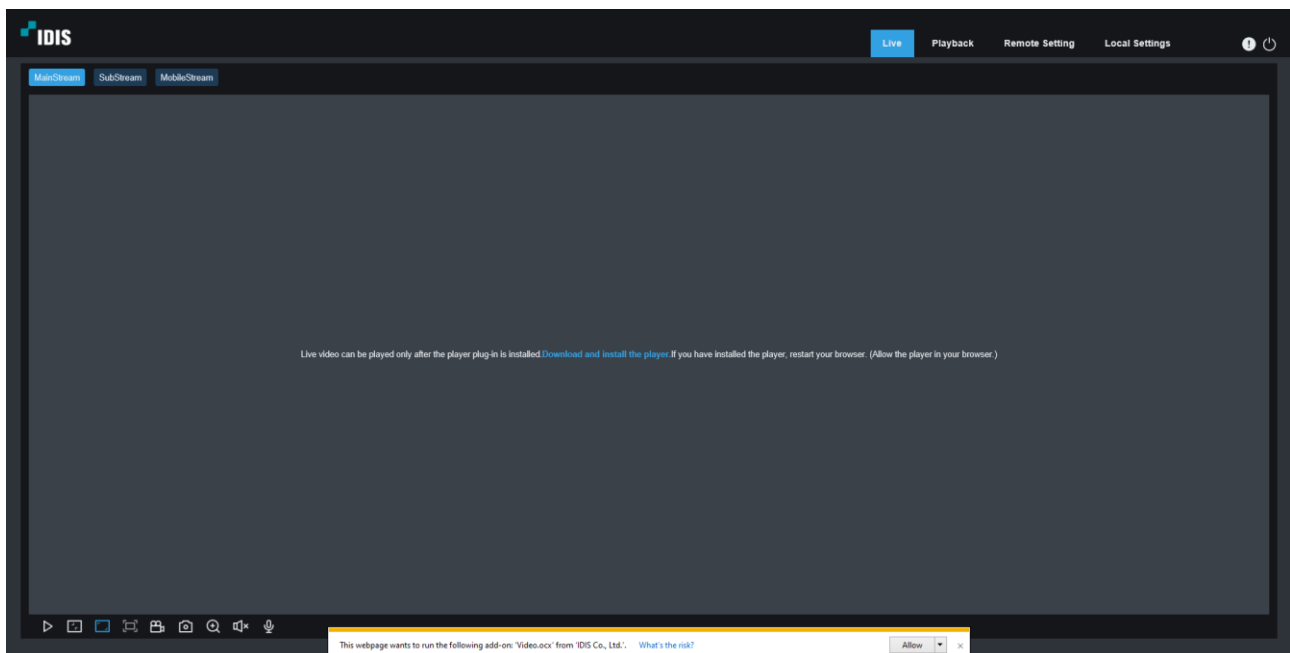 IDIS
Live Playback Remote Setting Local Settings
MainStream SubStream MobileStream
Live video can be played only after the player plug-in is installed.Download and install the player.If you have installed the player, restart your browser. (Allow the player in your browser.)
This webpage wants to run the following add-on: 'Video.ocx' from 'IDIS Co., Ltd.'. What's the risk? Allow